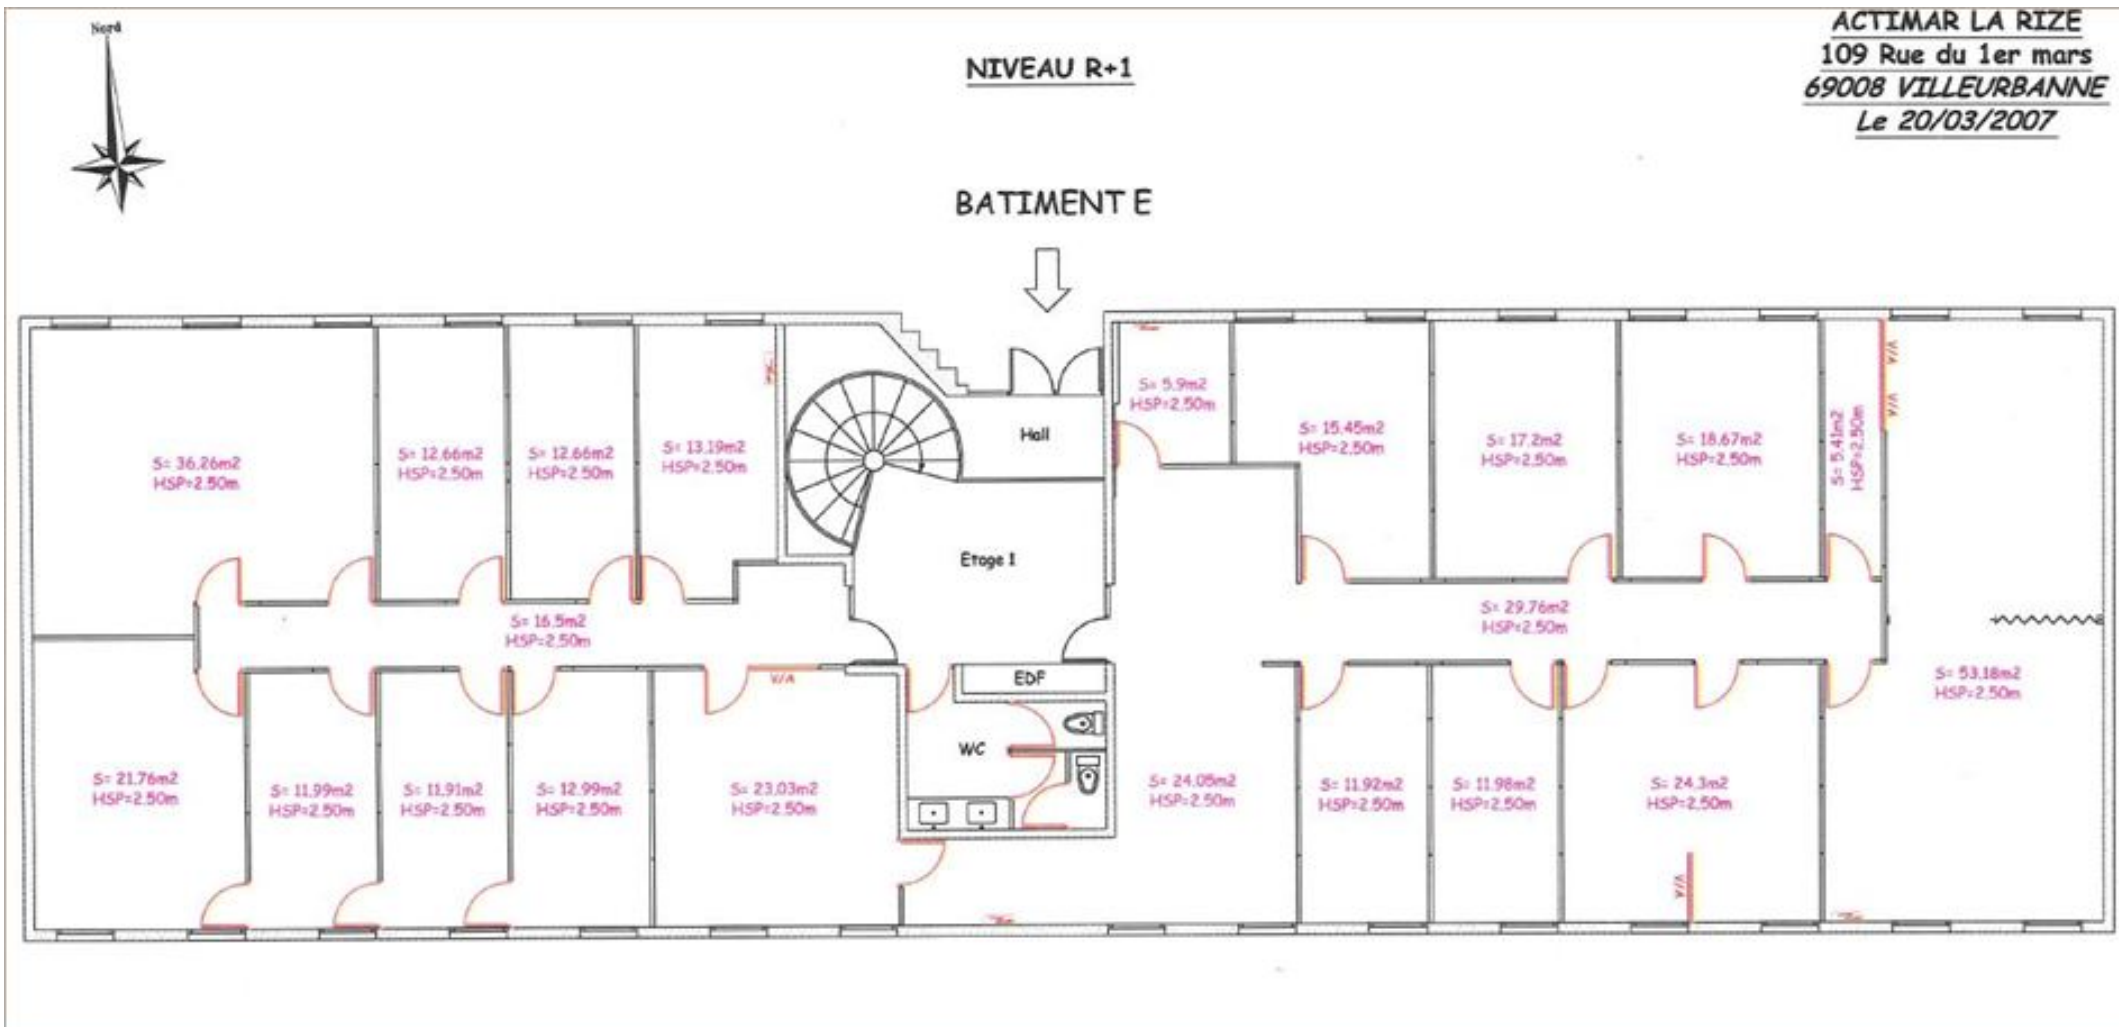 Nord
NIVEAU R+1
ACTIMAR LA RIZE
109 Rue du 1er mars
69008 VILLEURBANNE
Le 20/03/2007
BATIMENT E
S= 36.26m2
HSP=2.50m
S= 12.66m2
HSP=2.50m
S= 12.66m2
HSP=2.50m
S= 13.19m2
HSP=2.50m
Hall
Etage 1
S= 5.9m2
HSP=2.50m
S= 15.45m2
HSP=2.50m
S= 17.2m2
HSP=2.50m
S= 18.67m2
HSP=2.50m
S= 5.41m2
HSP=2.50m
V/A
V/A
S= 16.5m2
HSP=2.50m
S= 29.76m2
HSP=2.50m
S= 53.18m2
HSP=2.50m
V/A
EDF
WC
S= 21.76m2
HSP=2.50m
S= 11.99m2
HSP=2.50m
S= 11.91m2
HSP=2.50m
S= 12.99m2
HSP=2.50m
S= 23.03m2
HSP=2.50m
S= 24.05m2
HSP=2.50m
S= 11.92m2
HSP=2.50m
S= 11.98m2
HSP=2.50m
S= 24.3m2
HSP=2.50m
V/A